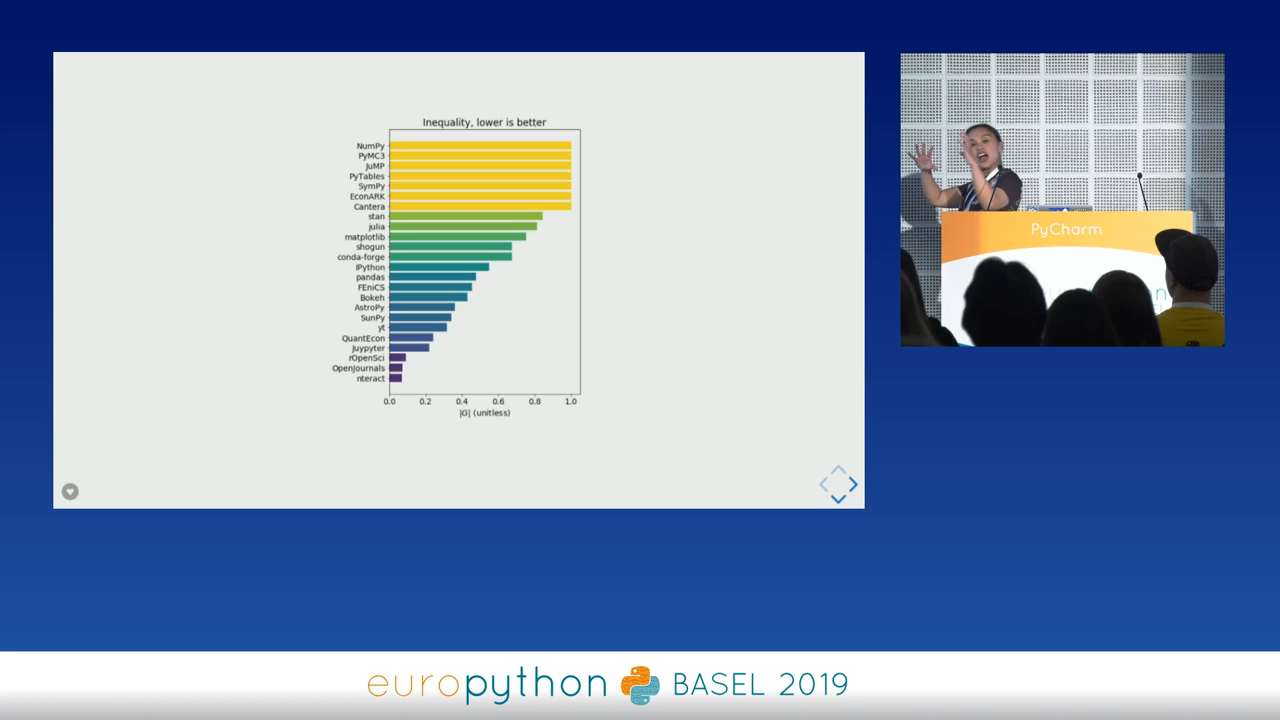 Inequality, lower is better
NumPy
PyMC3
JuMP
PyTables
SymPy
EconARK
Cantera
stan
julia
matplotlib
shogun
conda-forge
IPython
pandas
FEniCS
Bokeh
AstroPy
SunPy
yt
QuantEcon
Juypyter
rOpenSci
OpenJournals
nteract
0.0 0.2 0.4 0.6 0.8 1.0
|G| (unitless)
PyCharm
europython BASEL 2019